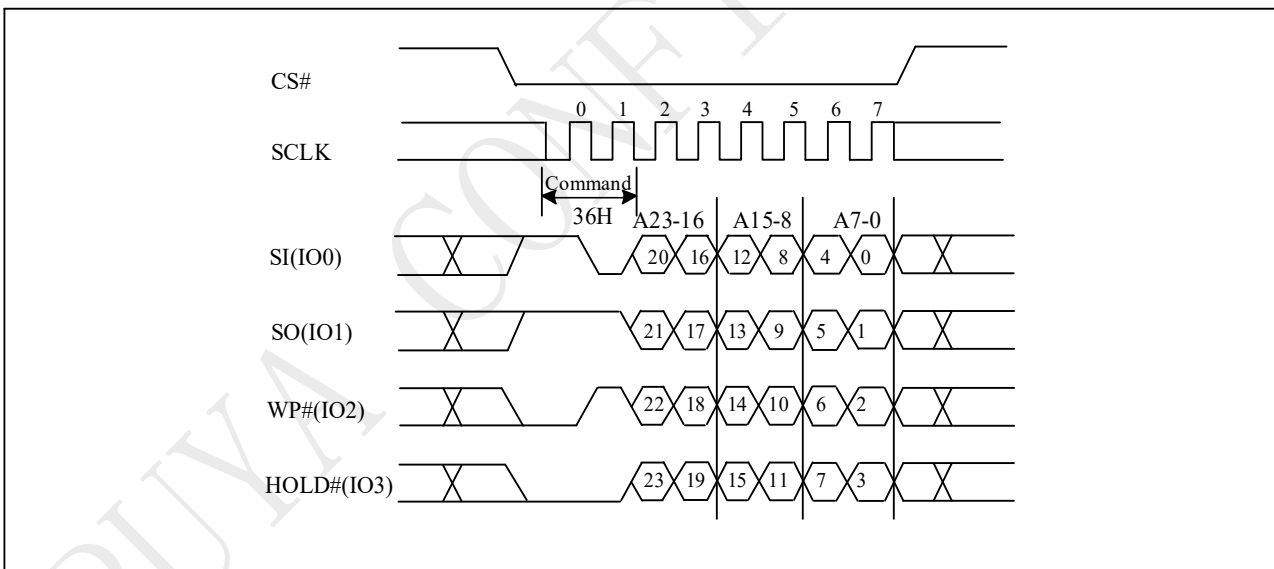 CS#
0 1 2 3 4 5 6 7
SCLK
Command
36H A23-16 A15-8 A7-0
SI(IO0) 20 16 12 8 4 0
SO(IO1) 21 17 13 9 5 1
WP#(IO2) 22 18 14 10 6 2
HOLD#(IO3) 23 19 15 11 7 3